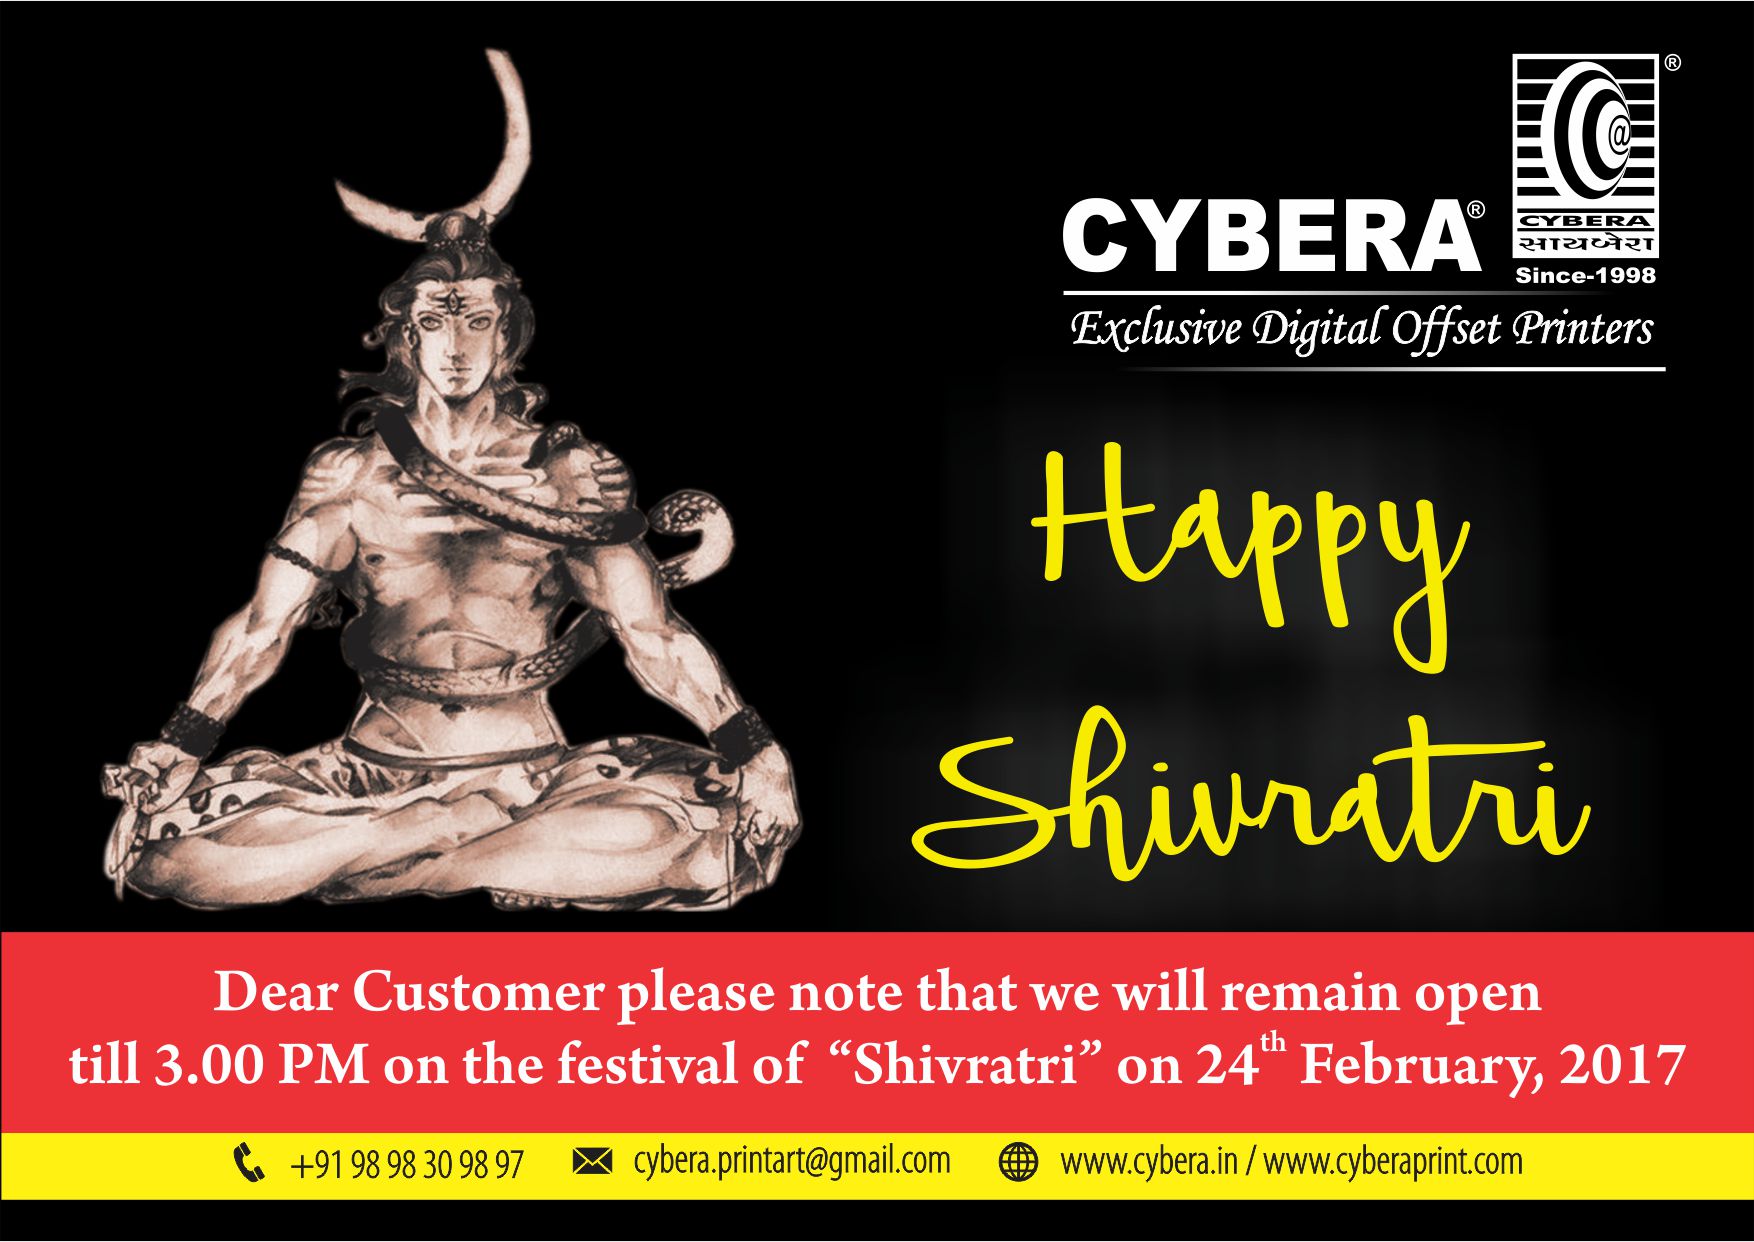 ®
@
CYBERA
સાયબેરા
Since-1998
CYBERA®
Exclusive Digital Offset Printers
Happy
Shivratri
Dear Customer please note that we will remain open
till 3.00 PM on the festival of “Shivratri” on 24th February, 2017
+91 98 98 30 98 97 cybera.printart@gmail.com www.cybera.in / www.cyberaprint.com